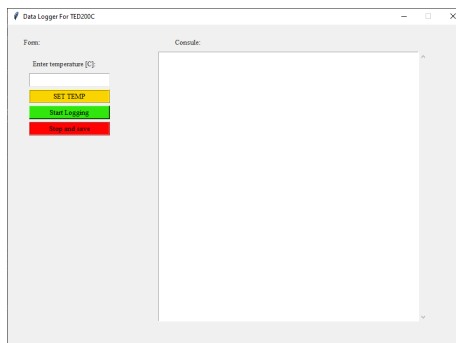 Data Logger For TED200C
Form:
Consule:
Enter temperature [C]:
SET TEMP
Start Logging
Stop and save